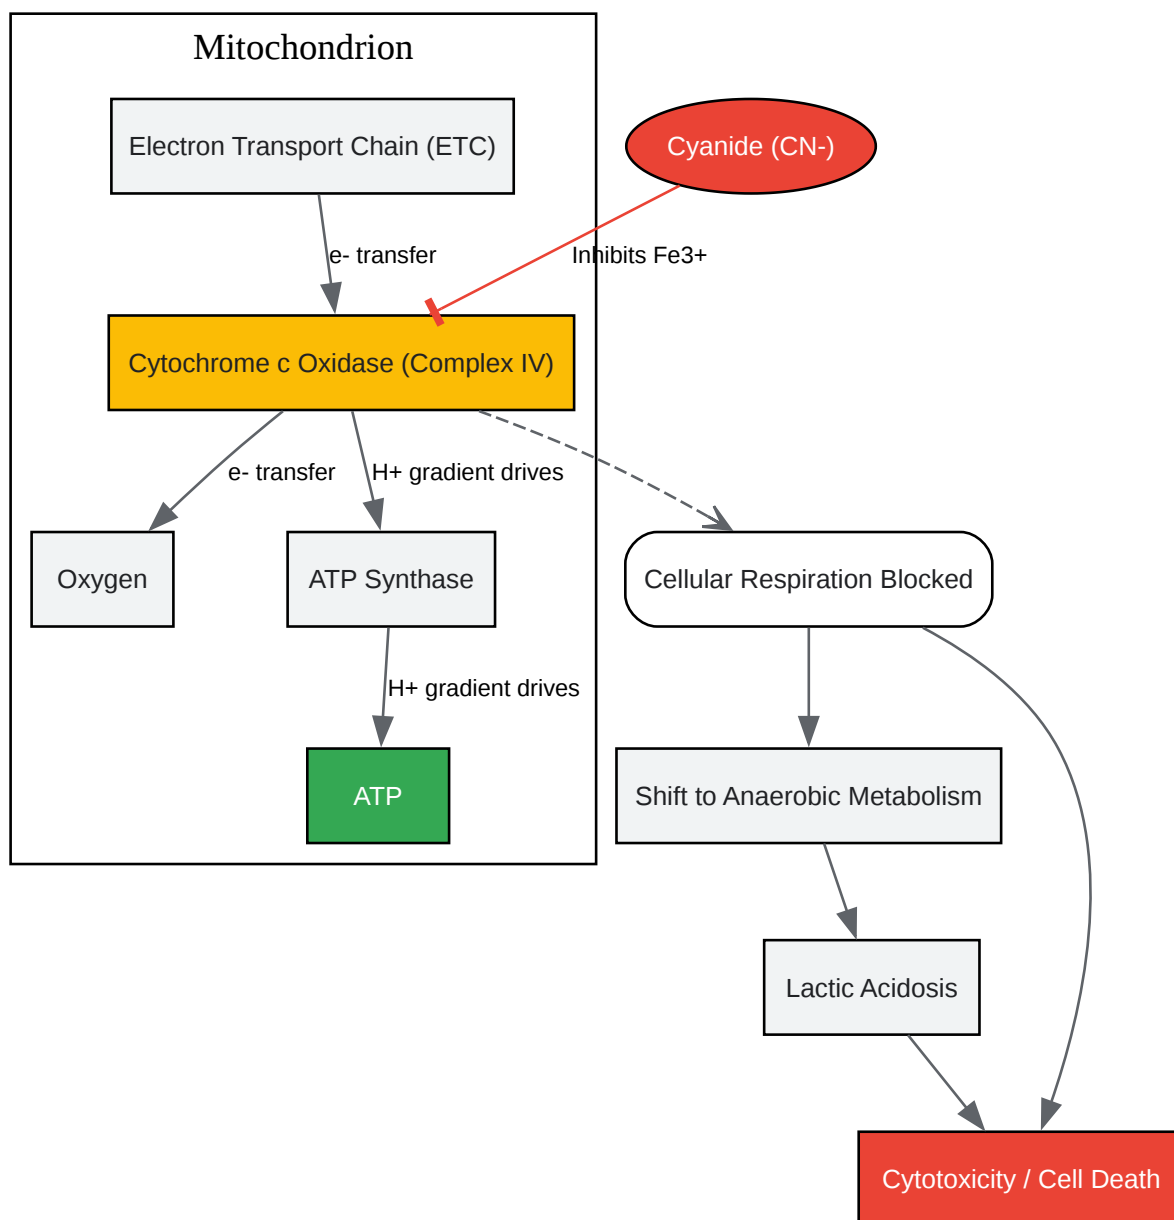 Mitochondrion
Electron Transport Chain (ETC)
Cyanide (CN-)
e- transfer
Inhibits Fe3+
Cytochrome c Oxidase (Complex IV)
e- transfer
H+ gradient drives
Oxygen
ATP Synthase
Cellular Respiration Blocked
H+ gradient drives
ATP
Shift to Anaerobic Metabolism
Lactic Acidosis
Cytotoxicity / Cell Death